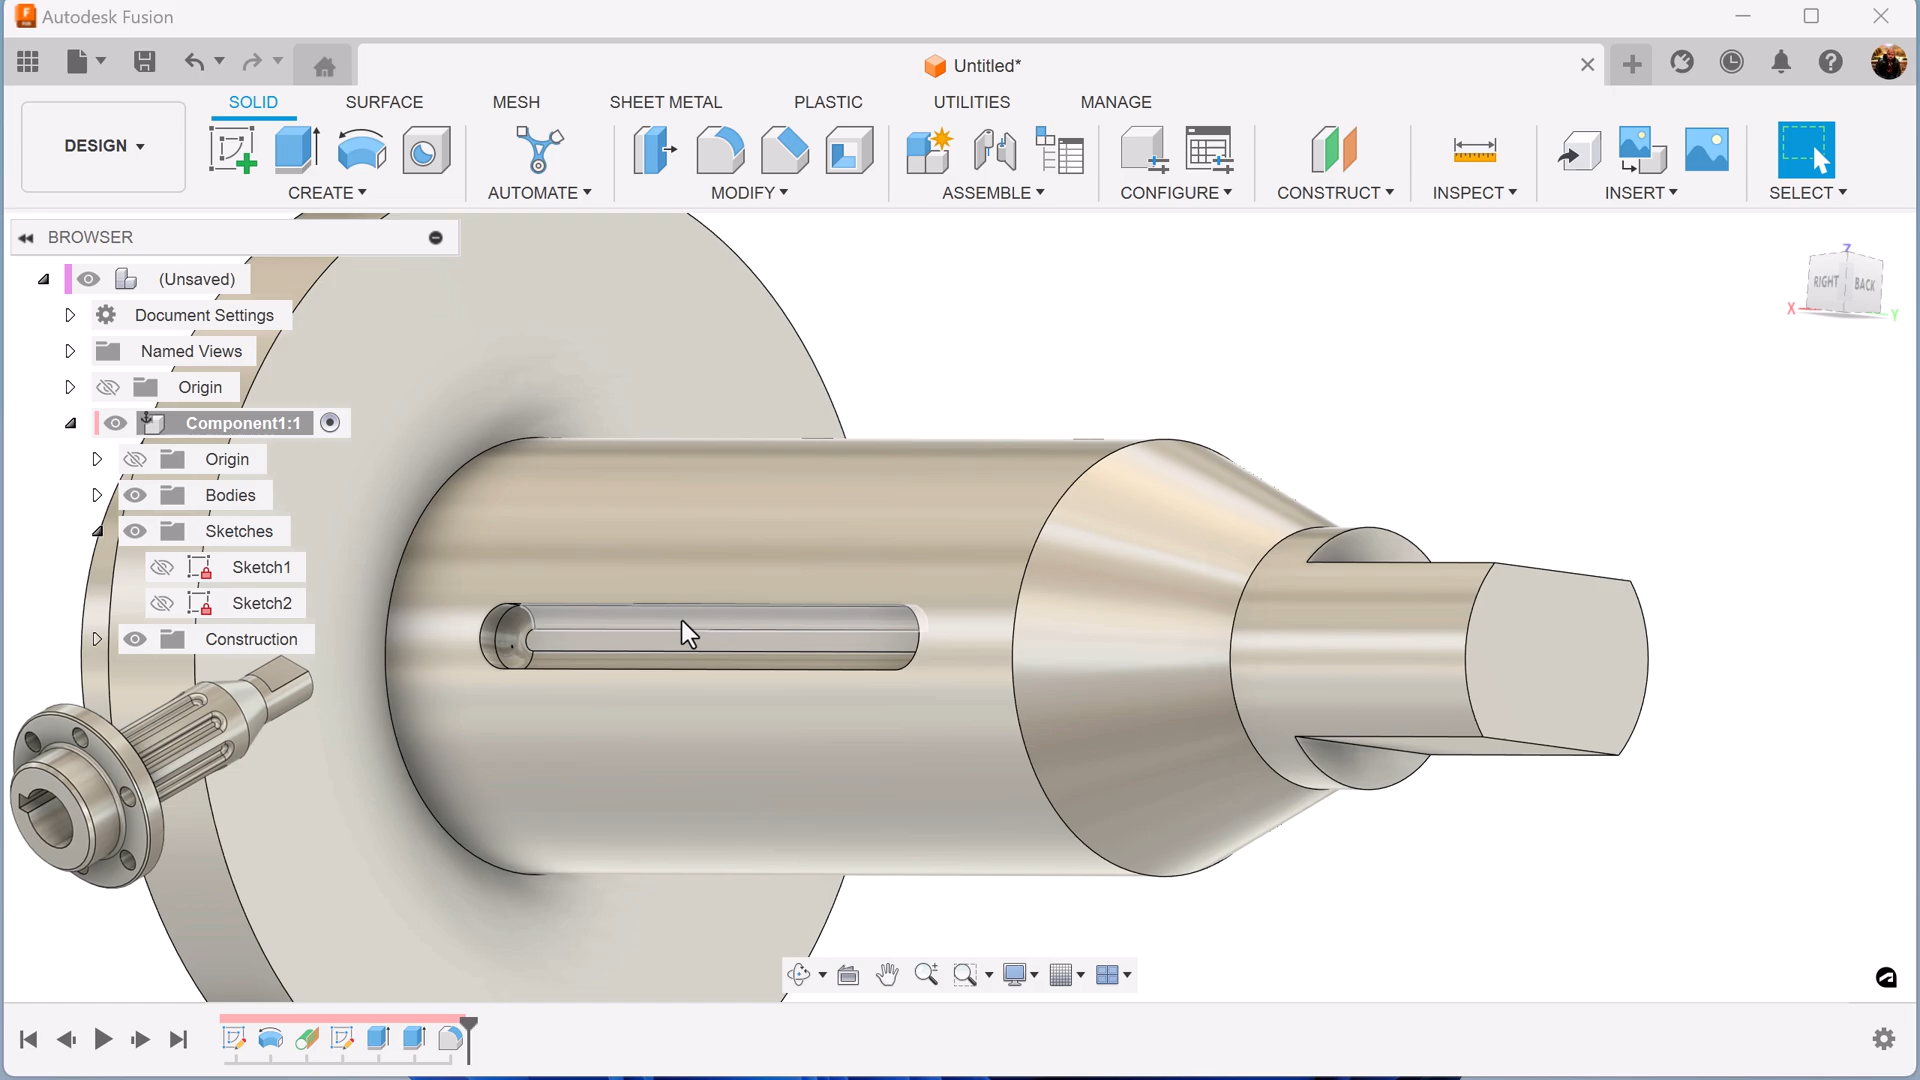 Autodesk Fusion
Untitled*
SOLID SURFACE MESH SHEET METAL PLASTIC UTILITIES MANAGE
DESIGN
CREATE AUTOMATE MODIFY ASSEMBLE CONFIGURE CONSTRUCT INSPECT INSERT SELECT
BROWSER
(Unsaved)
Document Settings
Named Views
Origin
Component1:1
Origin
Bodies
Sketches
Sketch1
Sketch2
Construction
Z
RIGHT BACK
X Y